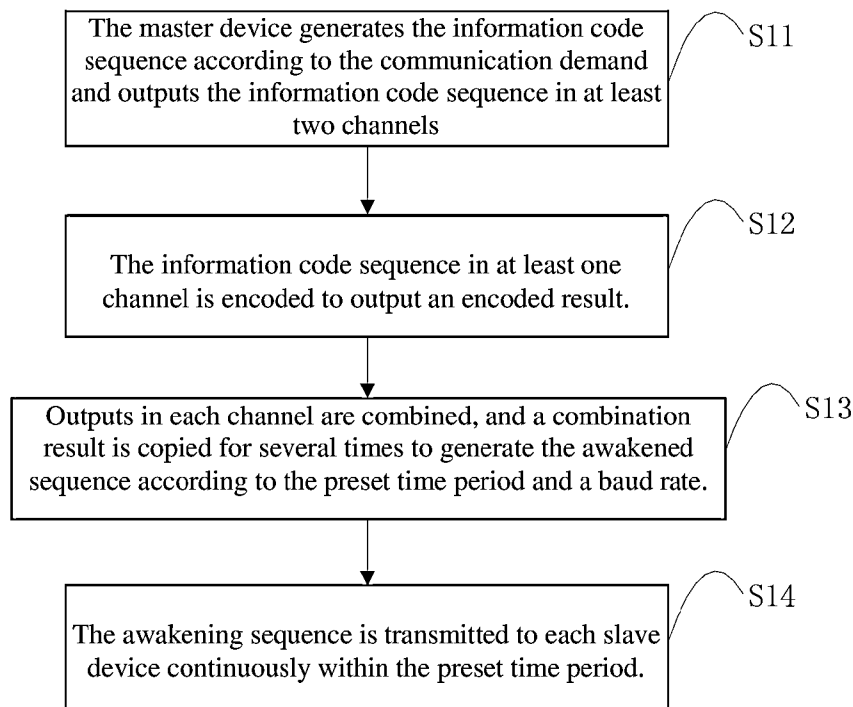 The master device generates the information code
sequence according to the communication demand
and outputs the information code sequence in at least
two channels
S11
The information code sequence in at least one
channel is encoded to output an encoded result.
S12
Outputs in each channel are combined, and a combination
result is copied for several times to generate the awakened
sequence according to the preset time period and a baud rate.
S13
The awakening sequence is transmitted to each slave
device continuously within the preset time period.
S14